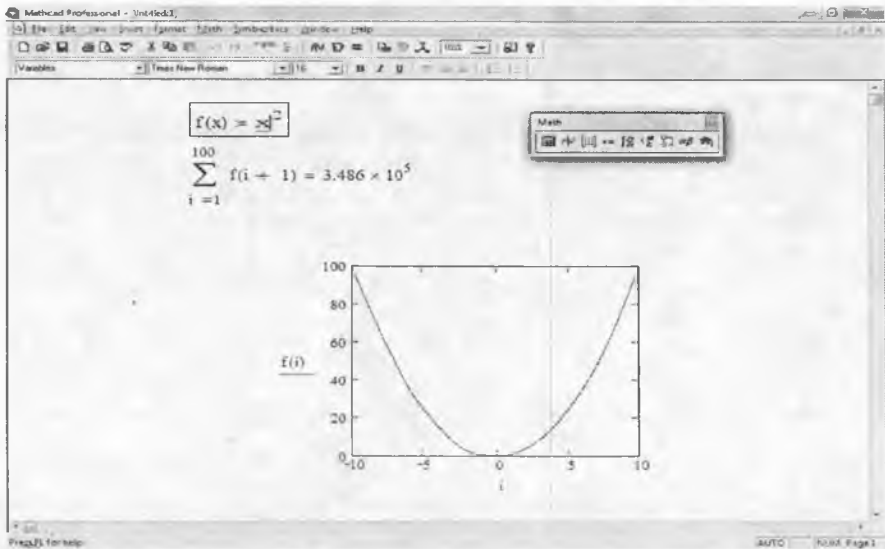 Mathcad Professional - [Untitled:1]
File Edit View Insert Format Math Symbolics Window Help
Variables Times New Roman 16 B I U
f(x) = x²
Math
100
∑ f(i + 1) = 3.486 × 10⁵
i =1
100
80
60
f(i)
40
20
0
-10 -5 0 5 10
i
Press F1 for help.
AUTO NUM Page 1